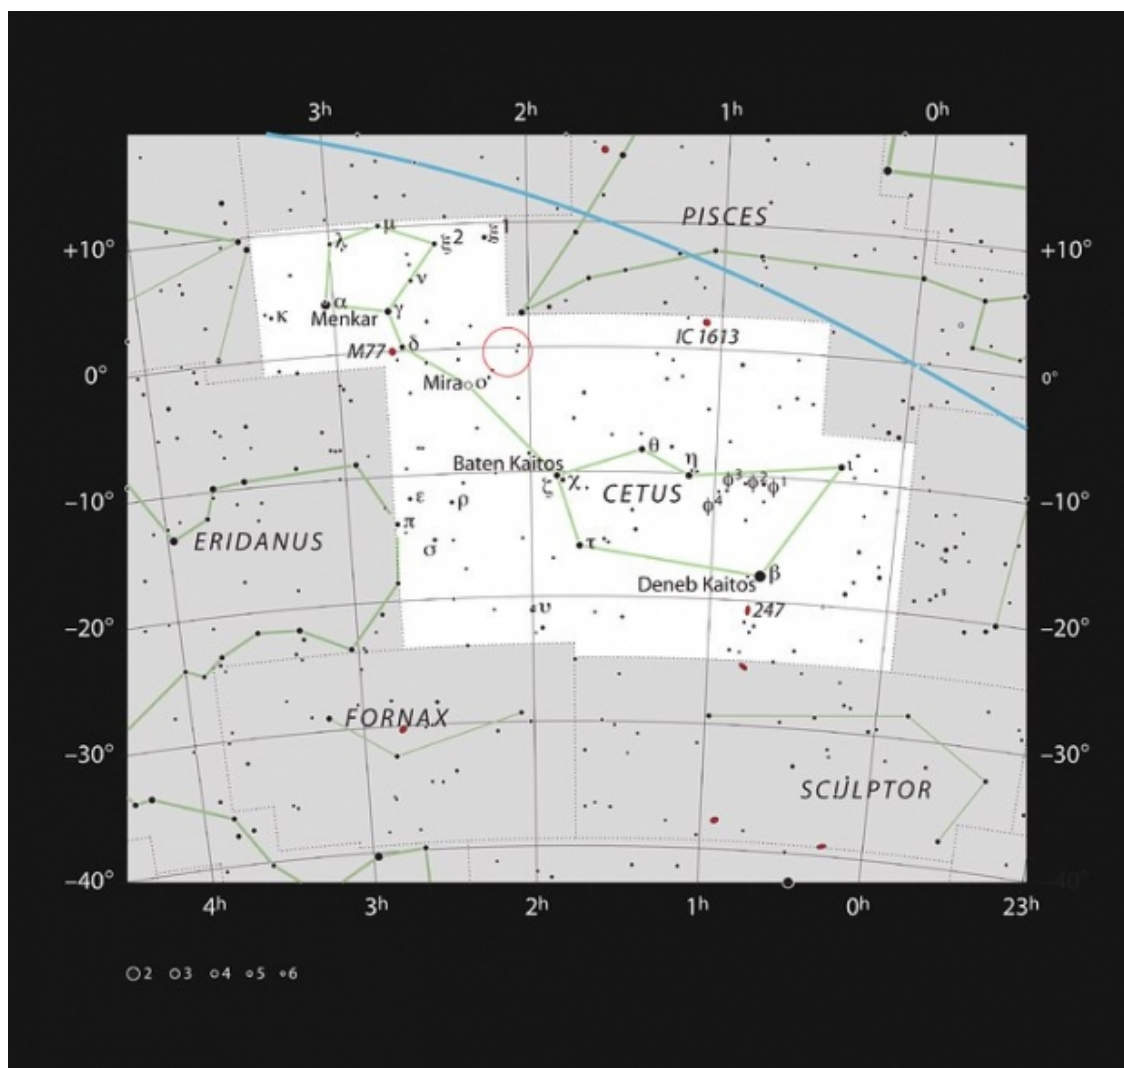 3ʰ 2ʰ 1ʰ 0ʰ
PISCES
+10° +10°
λ μ ξ² ξ¹
ν
κ α γ
Menkar
IC 1613
M77 δ
0° 0°
Mira ο
θ
Baten Kaitos η ι
ζ χ CETUS φ⁴ φ³ φ² φ¹
−10° ε ρ −10°
π
ERIDANUS σ τ
Deneb Kaitos β
υ 247
−20° −20°
FORNAX
−30° −30°
SCULPTOR
−40° −40°
4ʰ 3ʰ 2ʰ 1ʰ 0ʰ 23ʰ
2 3 4 5 6